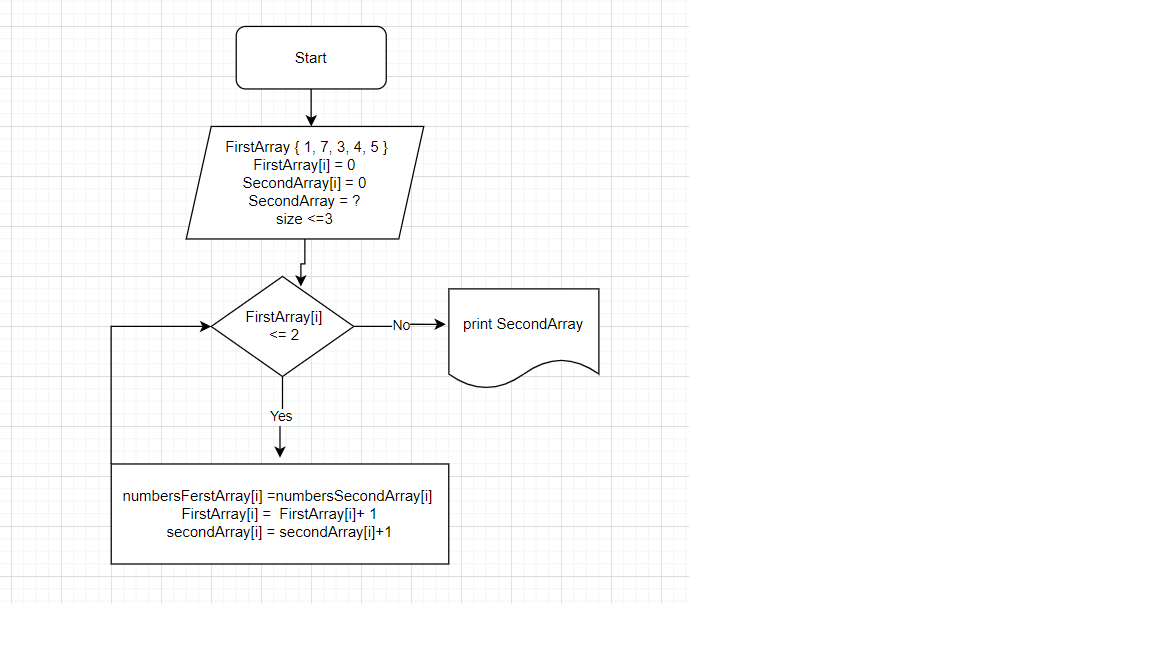 Start
FirstArray { 1, 7, 3, 4, 5 }
FirstArray[i] = 0
SecondArray[i] = 0
SecondArray = ?
size <=3
FirstArray[i]
<= 2
No
print SecondArray
Yes
numbersFerstArray[i] =numbersSecondArray[i]
FirstArray[i] =  FirstArray[i]+ 1
secondArray[i] = secondArray[i]+1